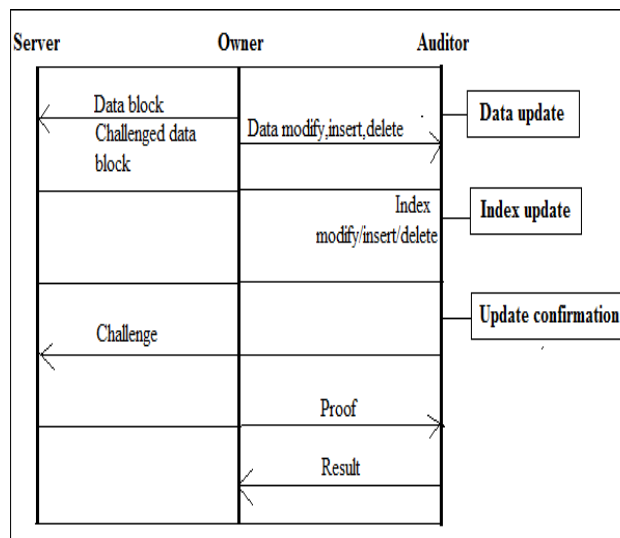 Server Owner Auditor
Data block
Challenged data
block
Data modify,insert,delete
Data update
Index
modify/insert/delete
Index update
Update confirmation
Challenge
Proof
Result